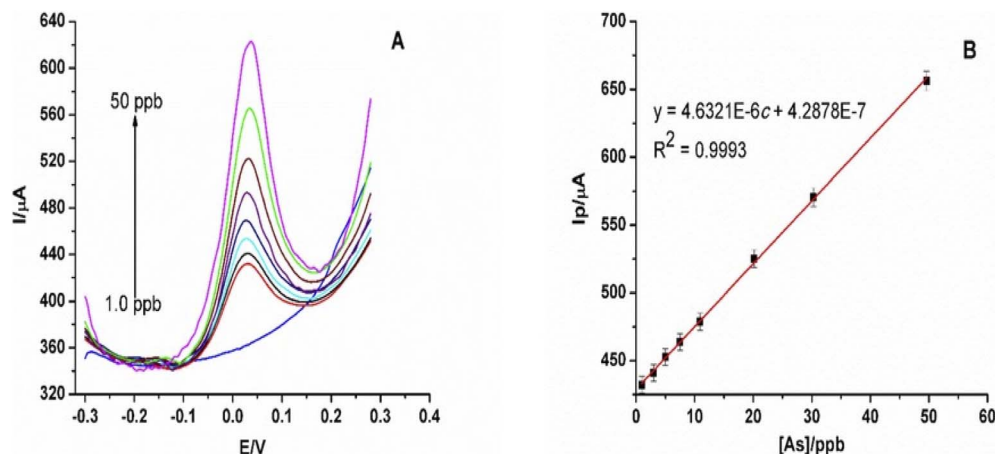 A
640
600
560
520
480
440
400
360
320
I/µA
50 ppb
1.0 ppb
-0.3 -0.2 -0.1 0.0 0.1 0.2 0.3 0.4
E/V
B
700
650
600
550
500
450
Ip/µA
y = 4.6321E-6c + 4.2878E-7
R² = 0.9993
0 10 20 30 40 50 60
[As]/ppb